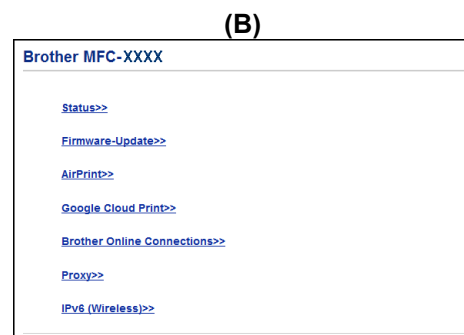 (B)
Brother MFC-XXXX
Status>>
Firmware-Update>>
AirPrint>>
Google Cloud Print>>
Brother Online Connections>>
Proxy>>
IPv6 (Wireless)>>